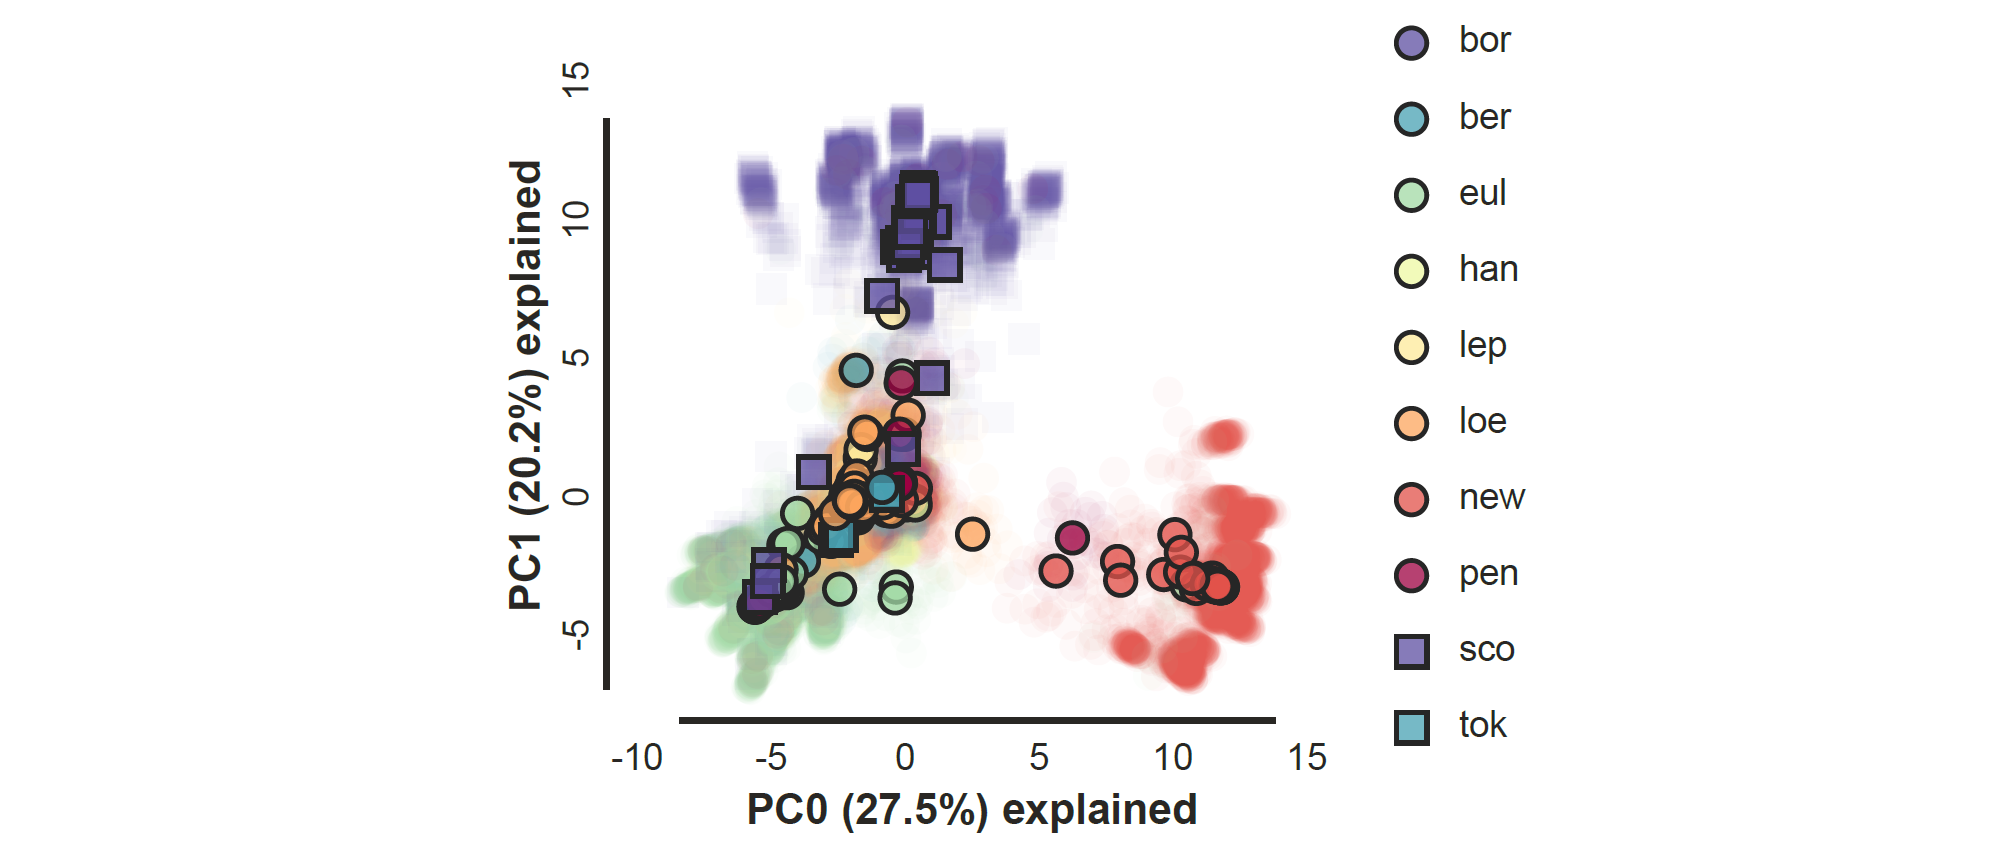 15
10
5
0
-5
PC1 (20.2%) explained
-10 -5 0 5 10 15
PC0 (27.5%) explained
bor
ber
eul
han
lep
loe
new
pen
sco
tok